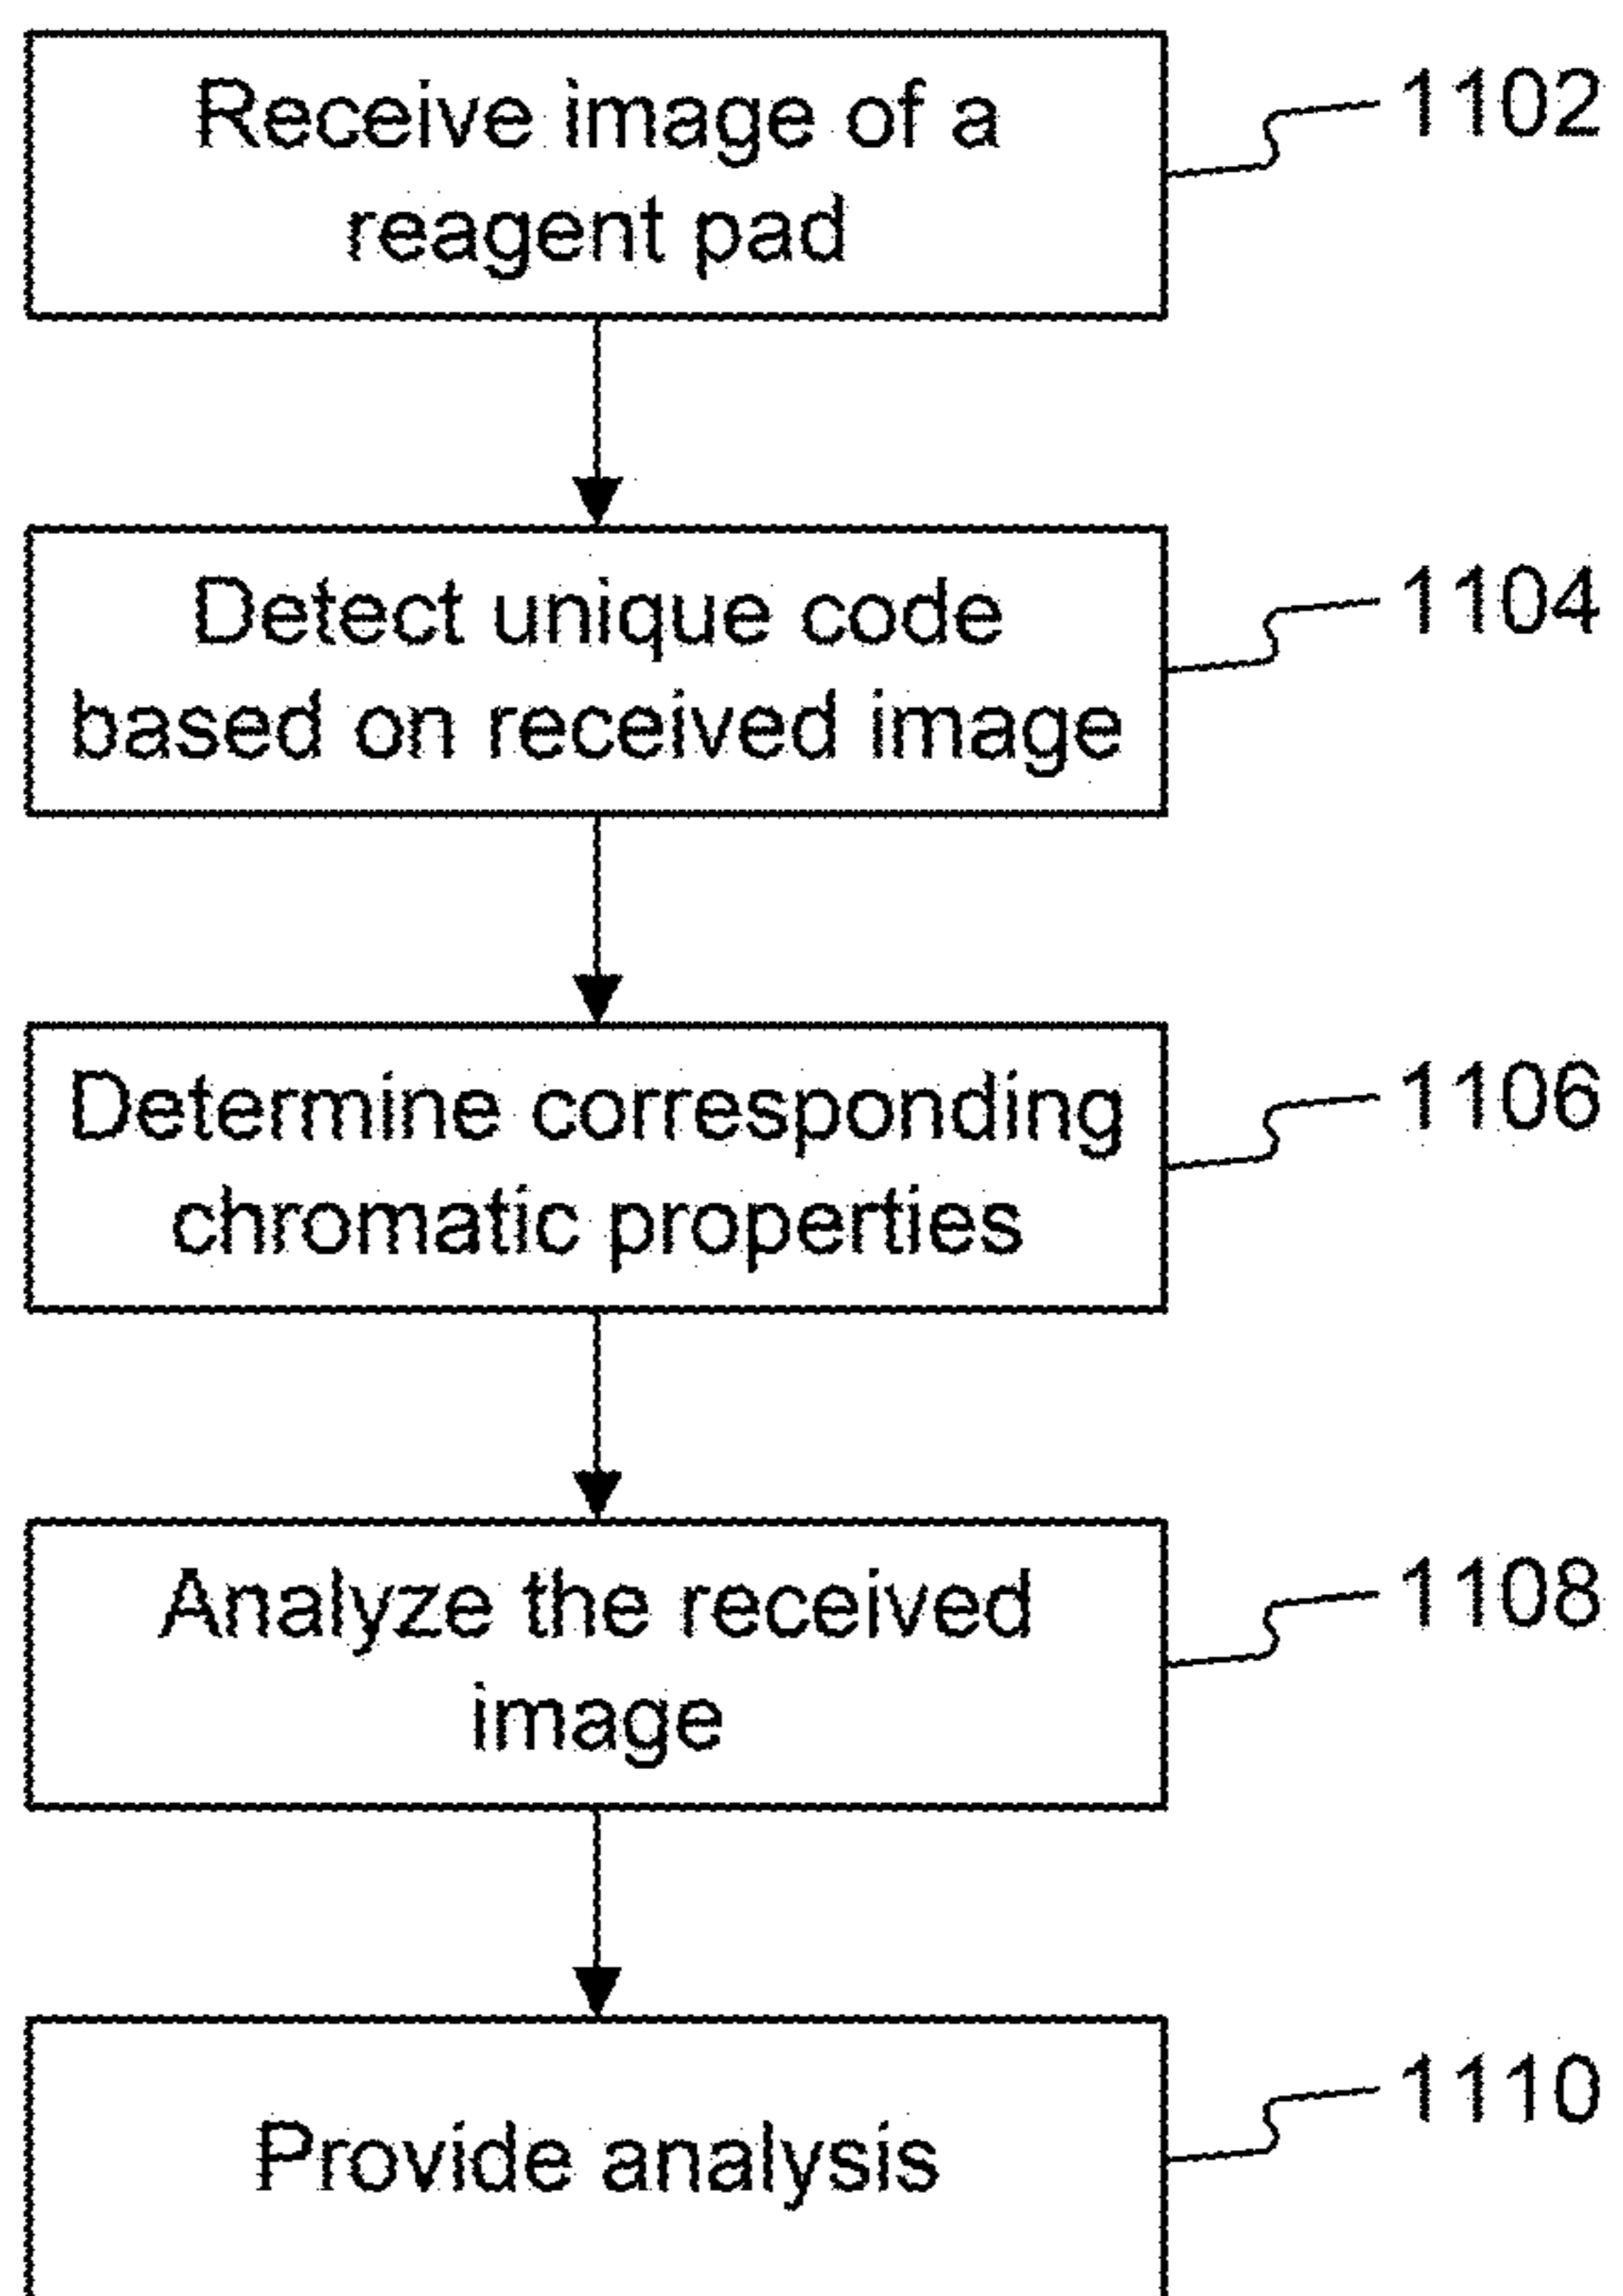 Receive image of a
reagent pad
1102
Detect unique code
based on received image
1104
Determine corresponding
chromatic properties
1106
Analyze the received
image
1108
Provide analysis
1110